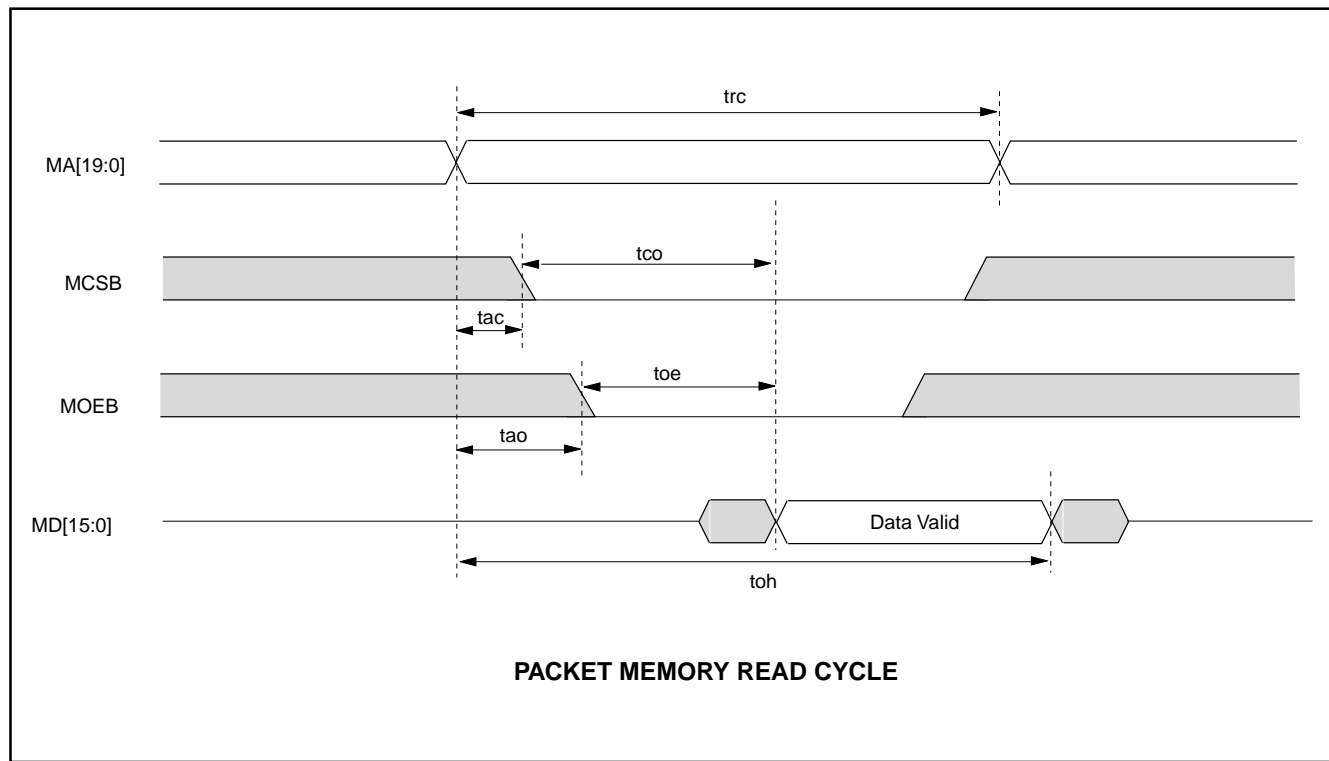 trc
MA[19:0]
tco
MCSB
tac
toe
MOEB
tao
MD[15:0]
Data Valid
toh
PACKET MEMORY READ CYCLE